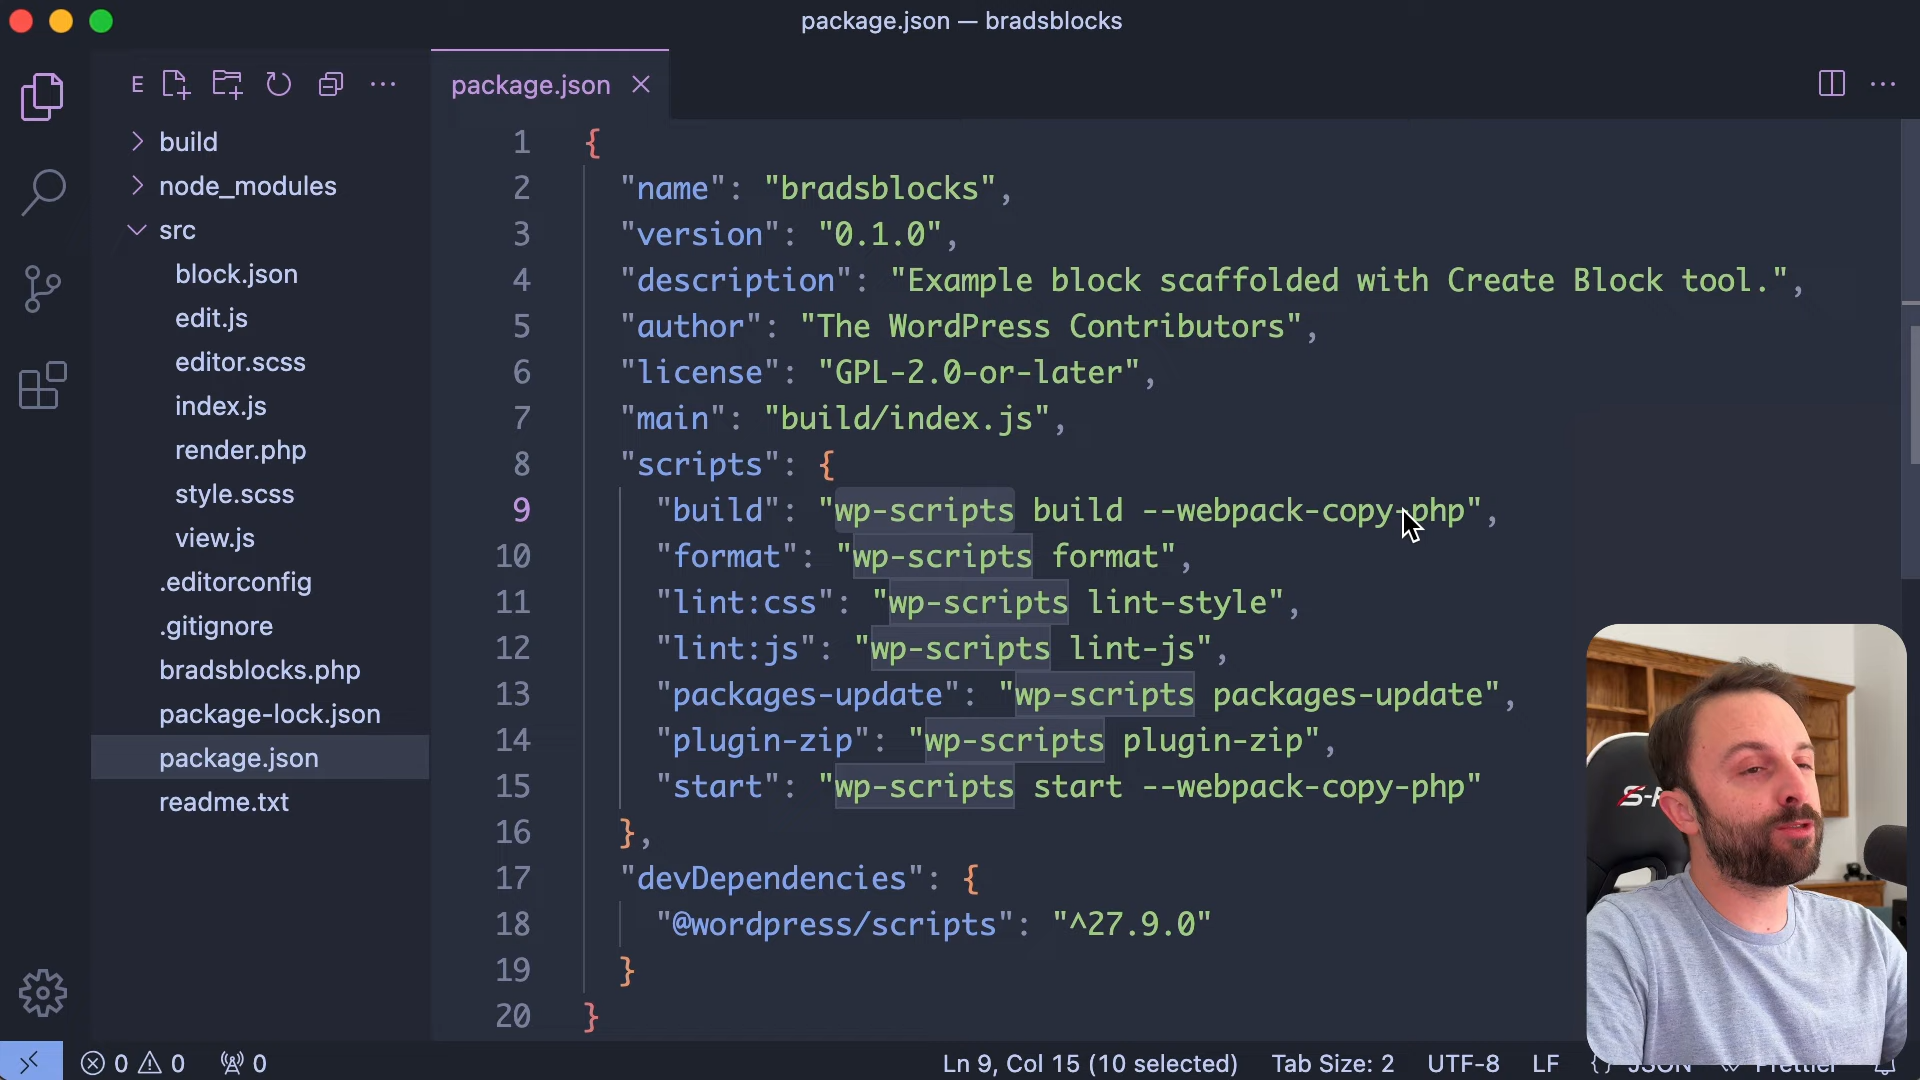 package.json — bradsblocks
E
package.json
build
node_modules
src
block.json
edit.js
editor.scss
index.js
render.php
style.scss
view.js
.editorconfig
.gitignore
bradsblocks.php
package-lock.json
package.json
readme.txt
1 {
2 "name": "bradsblocks",
3 "version": "0.1.0",
4 "description": "Example block scaffolded with Create Block tool.",
5 "author": "The WordPress Contributors",
6 "license": "GPL-2.0-or-later",
7 "main": "build/index.js",
8 "scripts": {
9 "build": "wp-scripts build --webpack-copy-php",
10 "format": "wp-scripts format",
11 "lint:css": "wp-scripts lint-style",
12 "lint:js": "wp-scripts lint-js",
13 "packages-update": "wp-scripts packages-update",
14 "plugin-zip": "wp-scripts plugin-zip",
15 "start": "wp-scripts start --webpack-copy-php"
16 },
17 "devDependencies": {
18 "@wordpress/scripts": "^27.9.0"
19 }
20 }
0 0 0 Ln 9, Col 15 (10 selected) Tab Size: 2 UTF-8 LF {} JSON Prettier